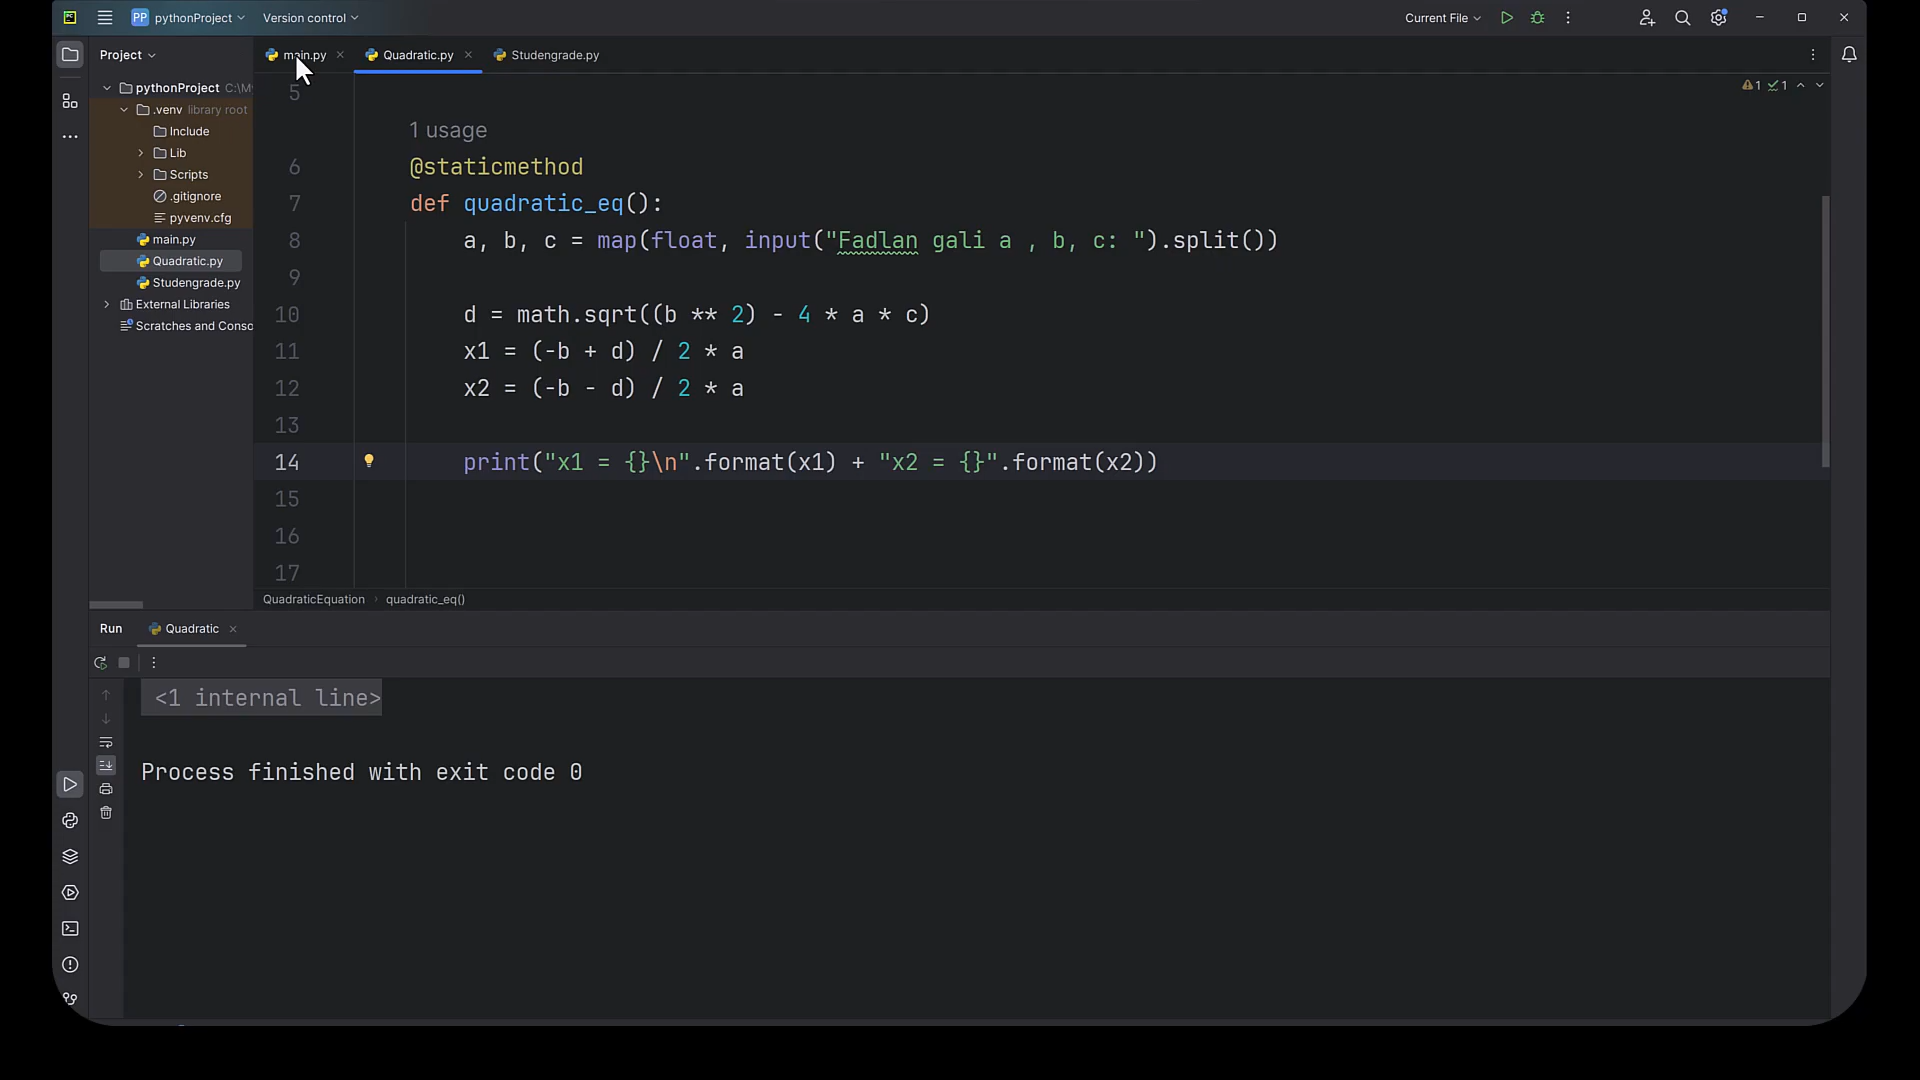 PP pythonProject Version control Current File
Project
main.py Quadratic.py Studengrade.py
pythonProject C:\My
.venv library root
Include
Lib
Scripts
.gitignore
pyvenv.cfg
main.py
Quadratic.py
Studengrade.py
External Libraries
Scratches and Conso
1 1
5
1 usage
6 @staticmethod
7 def quadratic_eq():
8 a, b, c = map(float, input("Fadlan gali a , b, c: ").split())
9
10 d = math.sqrt((b ** 2) - 4 * a * c)
11 x1 = (-b + d) / 2 * a
12 x2 = (-b - d) / 2 * a
13
14 print("x1 = {}\n".format(x1) + "x2 = {}".format(x2))
15
16
17
QuadraticEquation › quadratic_eq()
Run Quadratic
<1 internal line>
Process finished with exit code 0